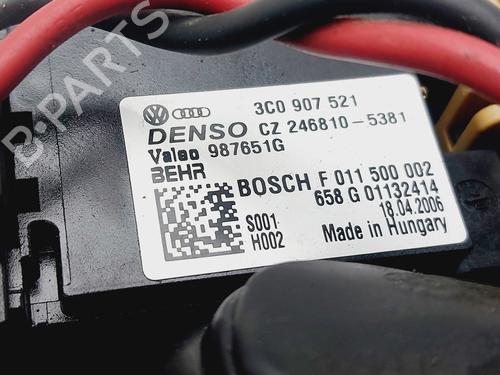 B-PARTS
3C0 907 521
DENSO CZ 246810-5381
Valeo 987651G
BEHR
BOSCH F 011 500 002
658 G 01132414
18.04.2006
S001
H002
Made in Hungary